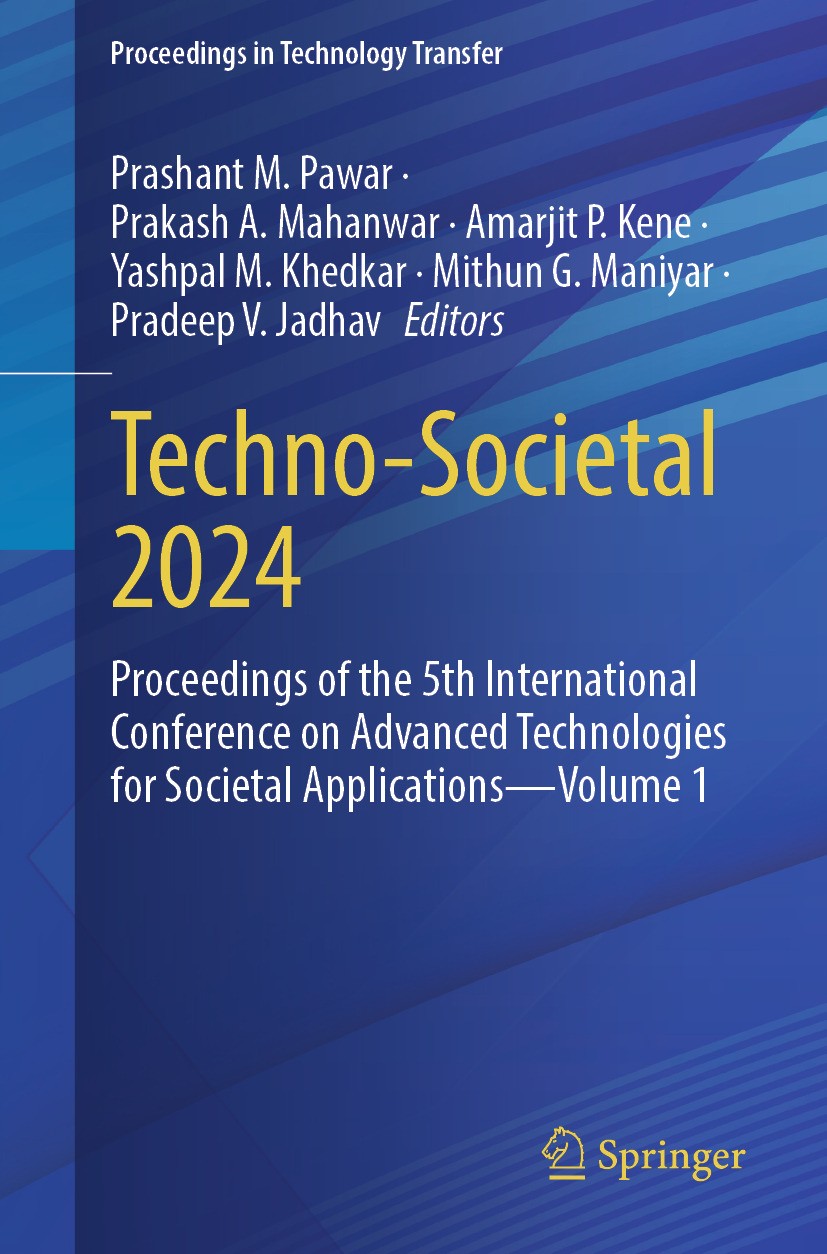 Proceedings in Technology Transfer
Prashant M. Pawar ·
Prakash A. Mahanwar · Amarjit P. Kene ·
Yashpal M. Khedkar · Mithun G. Maniyar ·
Pradeep V. Jadhav Editors
Techno-Societal
2024
Proceedings of the 5th International
Conference on Advanced Technologies
for Societal Applications—Volume 1
Springer